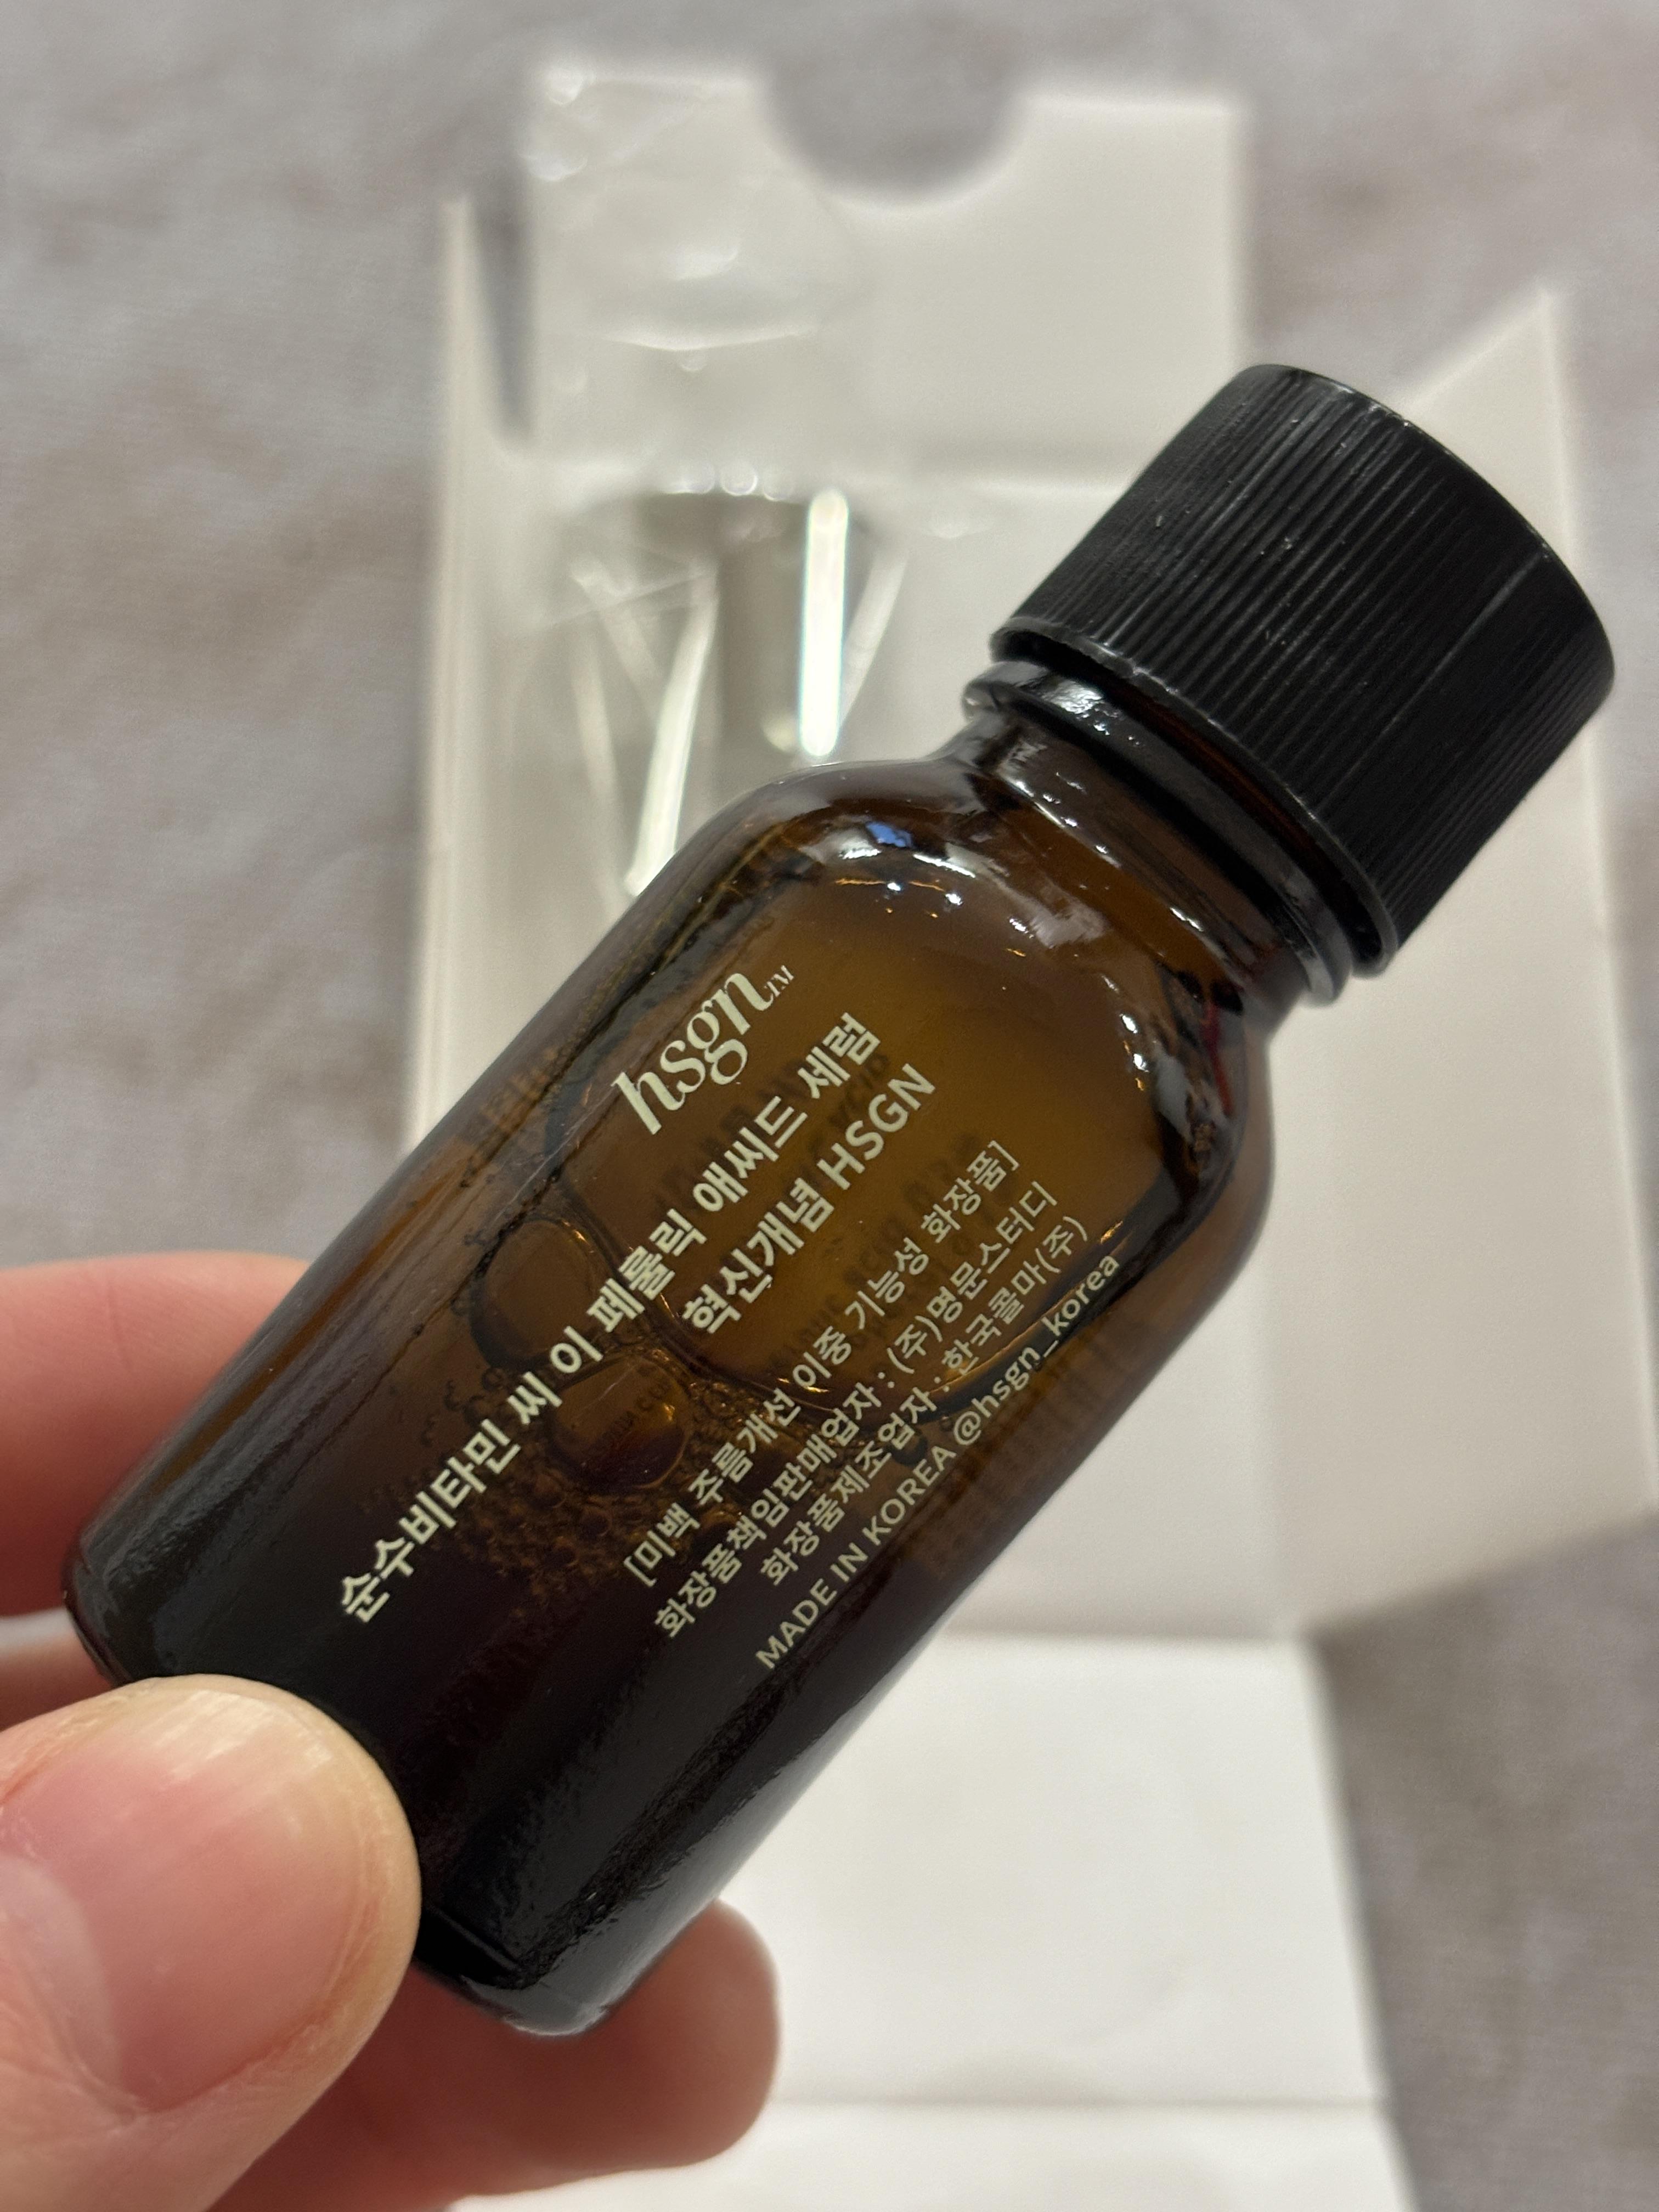 hsgn™
순수비타민 씨 이 페룰릭 애씨드 세럼
혁신개념 HSGN
[미백 주름개선 이중 기능성 화장품]
화장품책임판매업자 : (주)명문스터디
화장품제조업자 : 한국콜마(주)
MADE IN KOREA @hsgn_korea